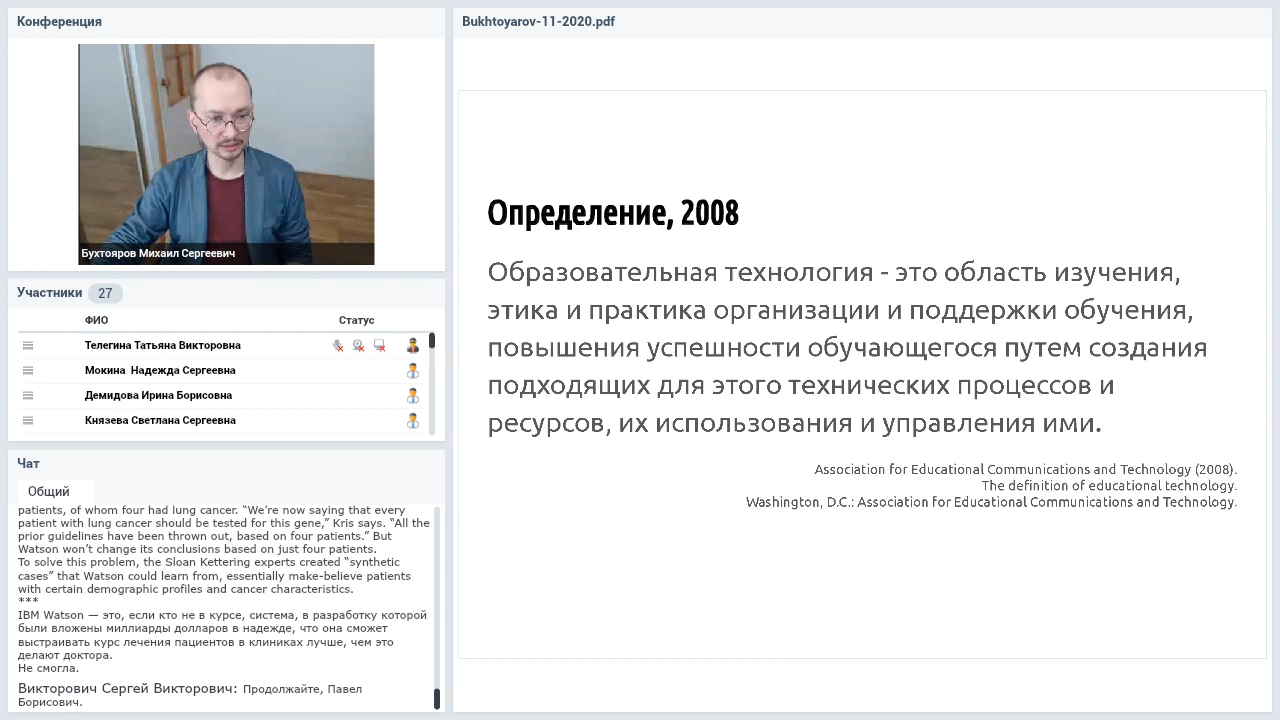 Конференция
Бухтояров Михаил Сергеевич
Участники 27
ФИО Статус
Телегина Татьяна Викторовна
Мокина Надежда Сергеевна
Демидова Ирина Борисовна
Князева Светлана Сергеевна
Чат
Общий
patients, of whom four had lung cancer. “We’re now saying that every
patient with lung cancer should be tested for this gene,” Kris says. “All the
prior guidelines have been thrown out, based on four patients.” But
Watson won’t change its conclusions based on just four patients.
To solve this problem, the Sloan Kettering experts created “synthetic
cases” that Watson could learn from, essentially make-believe patients
with certain demographic profiles and cancer characteristics.
***
IBM Watson — это, если кто не в курсе, система, в разработку которой
были вложены миллиарды долларов в надежде, что она сможет
выстраивать курс лечения пациентов в клиниках лучше, чем это
делают доктора.
Не смогла.
Викторович Сергей Викторович: Продолжайте, Павел
Борисович.
Bukhtoyarov-11-2020.pdf
Определение, 2008
Образовательная технология - это область изучения,
этика и практика организации и поддержки обучения,
повышения успешности обучающегося путем создания
подходящих для этого технических процессов и
ресурсов, их использования и управления ими.
Association for Educational Communications and Technology (2008).
The definition of educational technology.
Washington, D.C.: Association for Educational Communications and Technology.